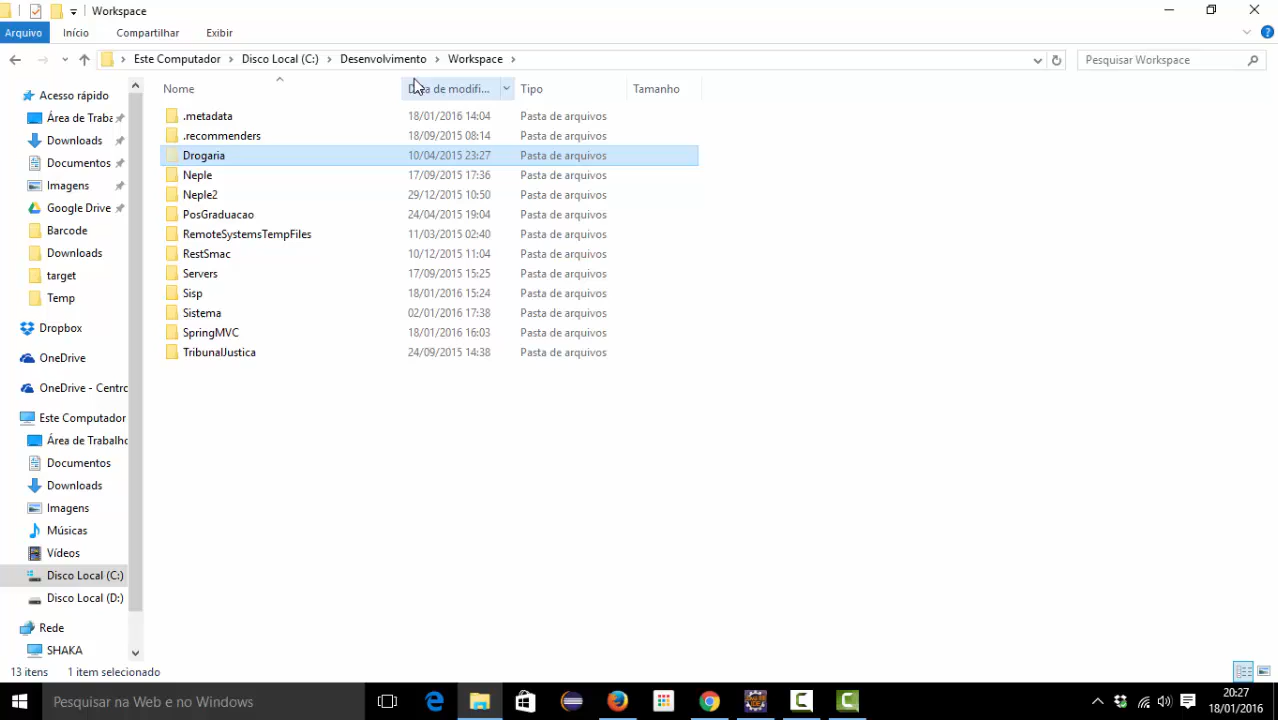 Workspace
Arquivo Início Compartilhar Exibir
Este Computador Disco Local (C:) Desenvolvimento Workspace
Pesquisar Workspace
Nome modifi... Tipo Tamanho
.metadata 18/01/2016 14:04 Pasta de arquivos
.recommenders 18/09/2015 08:14 Pasta de arquivos
Drogaria 10/04/2015 23:27 Pasta de arquivos
Neple 17/09/2015 17:36 Pasta de arquivos
Neple2 29/12/2015 10:50 Pasta de arquivos
PosGraduacao 24/04/2015 19:04 Pasta de arquivos
RemoteSystemsTempFiles 11/03/2015 02:40 Pasta de arquivos
RestSmac 10/12/2015 11:04 Pasta de arquivos
Servers 17/09/2015 15:25 Pasta de arquivos
Sisp 18/01/2016 15:24 Pasta de arquivos
Sistema 02/01/2016 17:38 Pasta de arquivos
SpringMVC 18/01/2016 16:03 Pasta de arquivos
TribunalJustica 24/09/2015 14:38 Pasta de arquivos
Acesso rápido
Área de Traba
Downloads
Documentos
Imagens
Google Drive
Barcode
Downloads
target
Temp
Dropbox
OneDrive
OneDrive - Centro
Este Computador
Área de Trabalho
Documentos
Downloads
Imagens
Músicas
Vídeos
Disco Local (C:)
Disco Local (D:)
Rede
SHAKA
13 itens 1 item selecionado
Pesquisar na Web e no Windows
20:27
18/01/2016